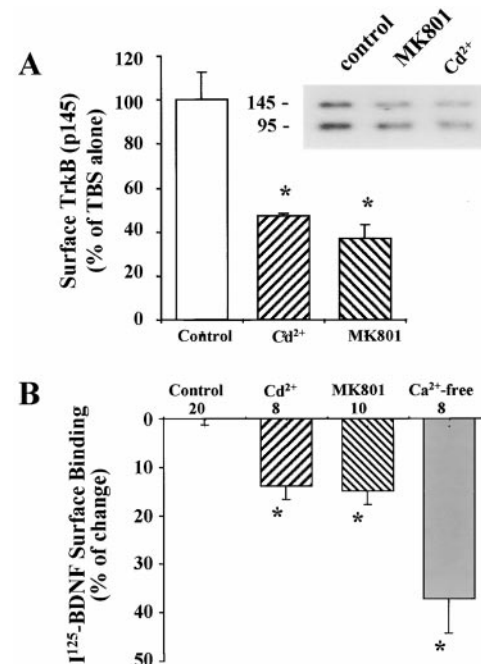 A
Surface TrkB (p145)
(% of TBS alone)
120
100
80
60
40
20
0
control
MK801
Cd²⁺
145 -
95 -
*
*
Control
Cd²⁺
MK801
B
I¹²⁵-BDNF Surface Binding
(% of change)
Control
Cd²⁺
MK801
Ca²⁺-free
20
8
10
8
0
10
20
30
40
50
*
*
*